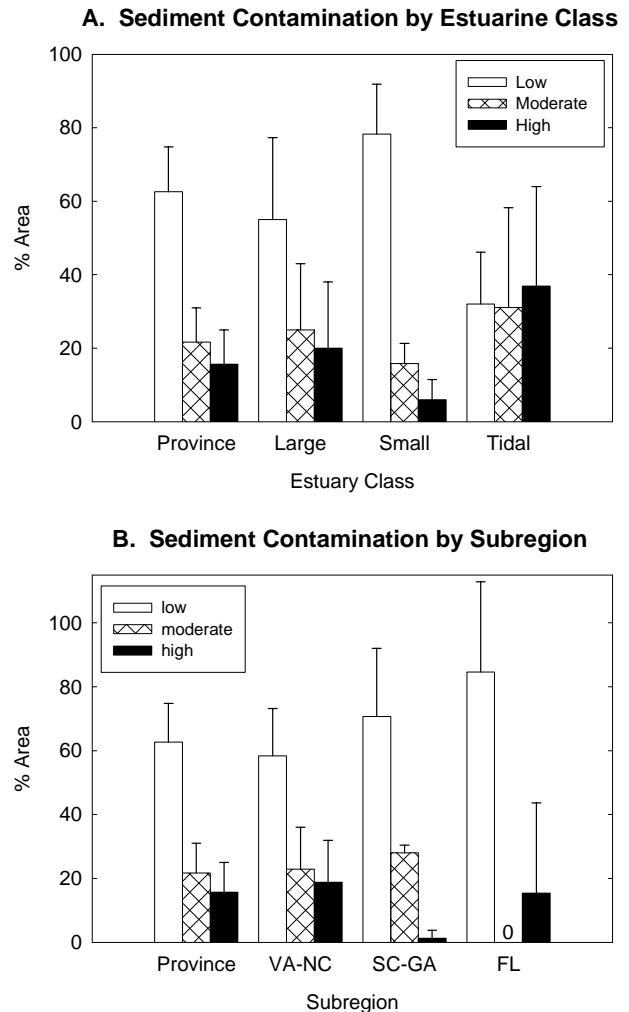 A. Sediment Contamination by Estuarine Class
100
80
60
40
20
0
% Area
Low
Moderate
High
Province Large Small Tidal
Estuary Class
B. Sediment Contamination by Subregion
100
80
60
40
20
0
% Area
low
moderate
high
0
Province VA-NC SC-GA FL
Subregion